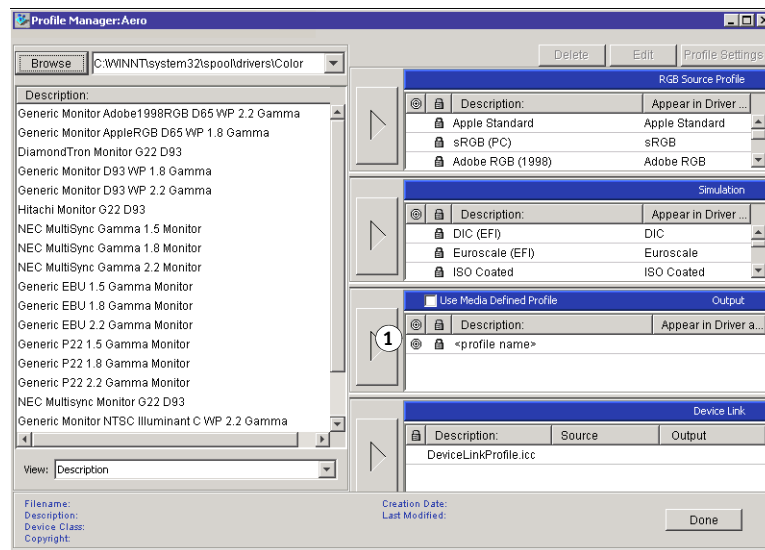 Profile Manager:Aero
Browse C:\WINNT\system32\spool\drivers\Color
Delete Edit Profile Settings
Description:
Generic Monitor Adobe1998RGB D65 WP 2.2 Gamma
Generic Monitor AppleRGB D65 WP 1.8 Gamma
DiamondTron Monitor G22 D93
Generic Monitor D93 WP 1.8 Gamma
Generic Monitor D93 WP 2.2 Gamma
Hitachi Monitor G22 D93
NEC MultiSync Gamma 1.5 Monitor
NEC MultiSync Gamma 1.8 Monitor
NEC MultiSync Gamma 2.2 Monitor
Generic EBU 1.5 Gamma Monitor
Generic EBU 1.8 Gamma Monitor
Generic EBU 2.2 Gamma Monitor
Generic P22 1.5 Gamma Monitor
Generic P22 1.8 Gamma Monitor
Generic P22 2.2 Gamma Monitor
NEC Multisync Monitor G22 D93
Generic Monitor NTSC Illuminant C WP 2.2 Gamma
View: Description
RGB Source Profile
Description: Appear in Driver ...
Apple Standard Apple Standard
sRGB (PC) sRGB
Adobe RGB (1998) Adobe RGB
Simulation
Description: Appear in Driver ...
DIC (EFI) DIC
Euroscale (EFI) Euroscale
ISO Coated ISO Coated
Use Media Defined Profile Output
Description: Appear in Driver a...
1
<profile name>
Device Link
Description: Source Output
DeviceLinkProfile.icc
Filename:
Description:
Device Class:
Copyright:
Creation Date:
Last Modified:
Done